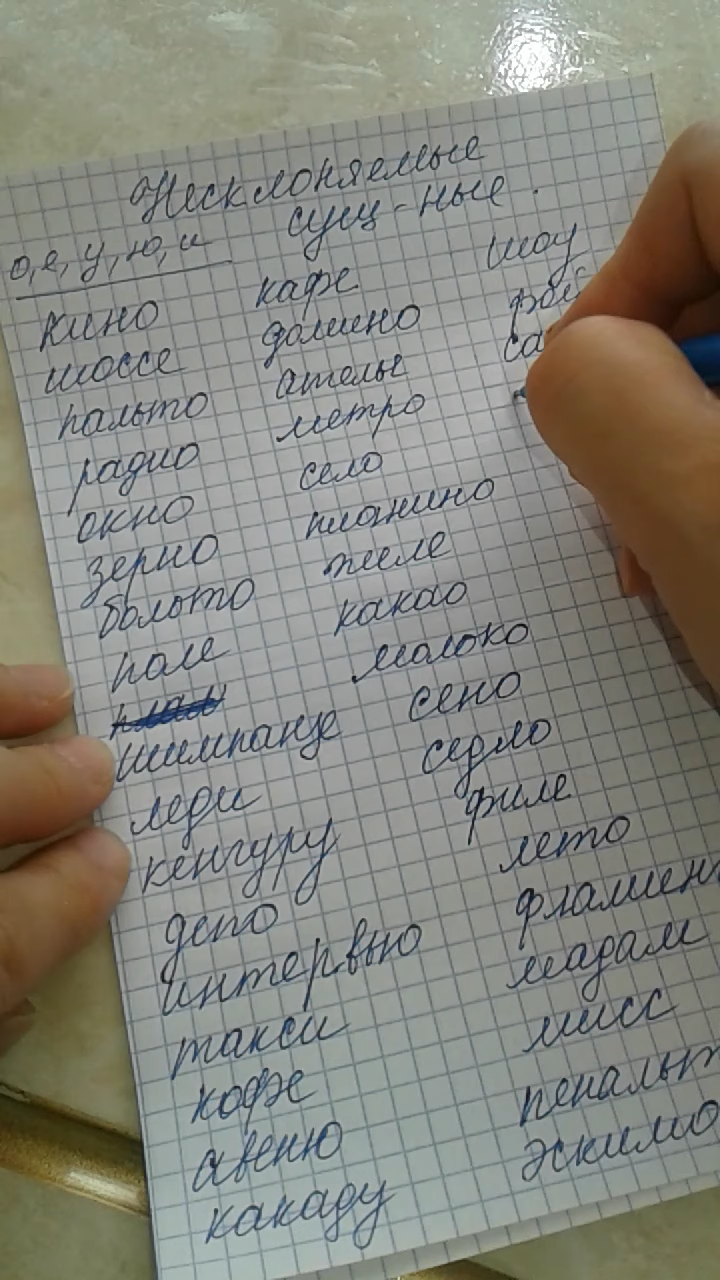 Несклоняемые
сущ-ные.
о, е, у, ю, и
кино
шоссе
пальто
радио
окно
зерно
больто
поле
шимпанзе
леди
кенгуру
депо
интервью
такси
кофе
авеню
какаду
кафе
домино
ателье
метро
село
пианино
желе
какао
молоко
сено
седло
филе
лето
мадам
мисс
эскимо
шоу